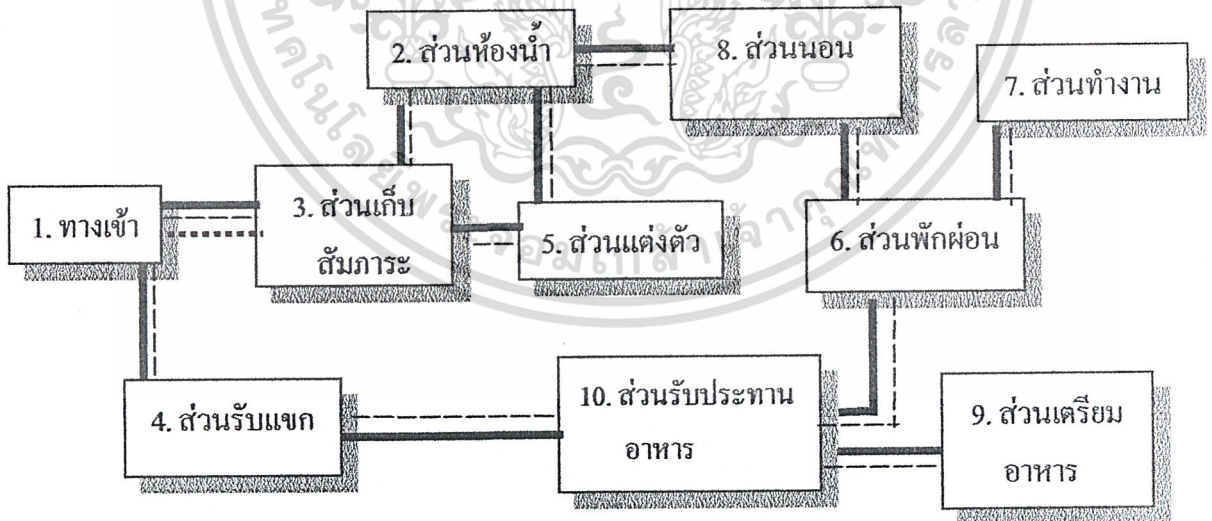 2. ส่วนห้องน้ำ
8. ส่วนนอน
7. ส่วนทำงาน
1. ทางเข้า
3. ส่วนเก็บ
สัมภาระ
5. ส่วนแต่งตัว
6. ส่วนพักผ่อน
4. ส่วนรับแขก
10. ส่วนรับประทาน
อาหาร
9. ส่วนเตรียม
อาหาร